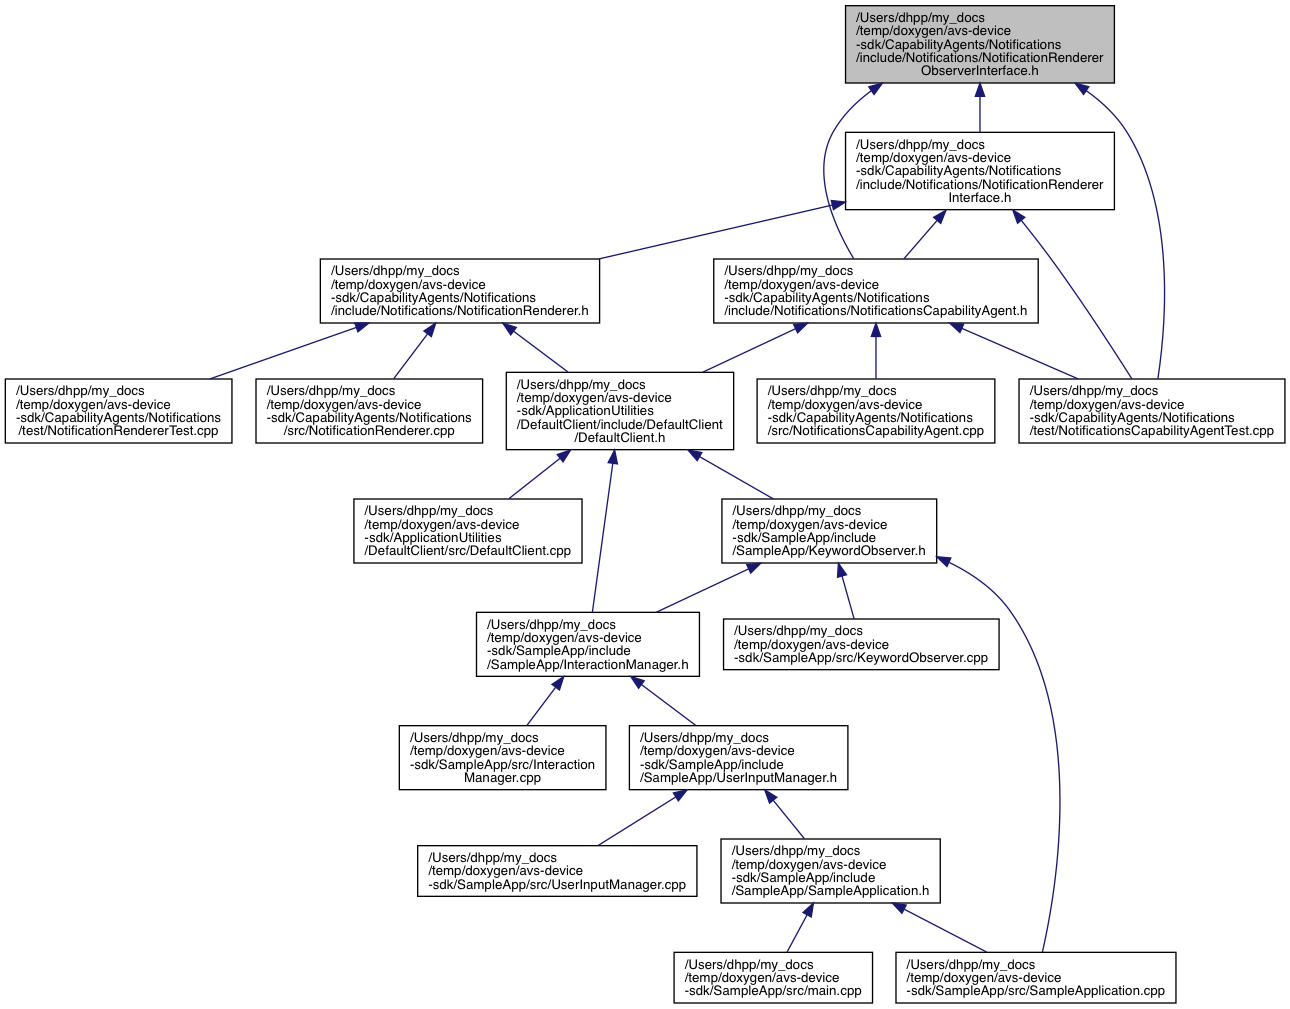 /Users/dhpp/my_docs
/temp/doxygen/avs-device
-sdk/CapabilityAgents/Notifications
/include/Notifications/NotificationRenderer
ObserverInterface.h
/Users/dhpp/my_docs
/temp/doxygen/avs-device
-sdk/CapabilityAgents/Notifications
/include/Notifications/NotificationRenderer
Interface.h
/Users/dhpp/my_docs
/temp/doxygen/avs-device
-sdk/CapabilityAgents/Notifications
/include/Notifications/NotificationRenderer.h
/Users/dhpp/my_docs
/temp/doxygen/avs-device
-sdk/CapabilityAgents/Notifications
/include/Notifications/NotificationsCapabilityAgent.h
/Users/dhpp/my_docs
/temp/doxygen/avs-device
-sdk/CapabilityAgents/Notifications
/test/NotificationRendererTest.cpp
/Users/dhpp/my_docs
/temp/doxygen/avs-device
-sdk/CapabilityAgents/Notifications
/src/NotificationRenderer.cpp
/Users/dhpp/my_docs
/temp/doxygen/avs-device
-sdk/ApplicationUtilities
/DefaultClient/include/DefaultClient
/DefaultClient.h
/Users/dhpp/my_docs
/temp/doxygen/avs-device
-sdk/CapabilityAgents/Notifications
/src/NotificationsCapabilityAgent.cpp
/Users/dhpp/my_docs
/temp/doxygen/avs-device
-sdk/CapabilityAgents/Notifications
/test/NotificationsCapabilityAgentTest.cpp
/Users/dhpp/my_docs
/temp/doxygen/avs-device
-sdk/ApplicationUtilities
/DefaultClient/src/DefaultClient.cpp
/Users/dhpp/my_docs
/temp/doxygen/avs-device
-sdk/SampleApp/include
/SampleApp/KeywordObserver.h
/Users/dhpp/my_docs
/temp/doxygen/avs-device
-sdk/SampleApp/include
/SampleApp/InteractionManager.h
/Users/dhpp/my_docs
/temp/doxygen/avs-device
-sdk/SampleApp/src/KeywordObserver.cpp
/Users/dhpp/my_docs
/temp/doxygen/avs-device
-sdk/SampleApp/src/Interaction
Manager.cpp
/Users/dhpp/my_docs
/temp/doxygen/avs-device
-sdk/SampleApp/include
/SampleApp/UserInputManager.h
/Users/dhpp/my_docs
/temp/doxygen/avs-device
-sdk/SampleApp/src/UserInputManager.cpp
/Users/dhpp/my_docs
/temp/doxygen/avs-device
-sdk/SampleApp/include
/SampleApp/SampleApplication.h
/Users/dhpp/my_docs
/temp/doxygen/avs-device
-sdk/SampleApp/src/main.cpp
/Users/dhpp/my_docs
/temp/doxygen/avs-device
-sdk/SampleApp/src/SampleApplication.cpp